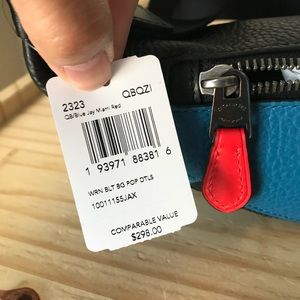 2323 QBQZI
QB/Blue Jay Miami Red
1 93971 88381 6
WRN BLT BG POP DTLS
10011155JAX
COMPARABLE VALUE
$298.00